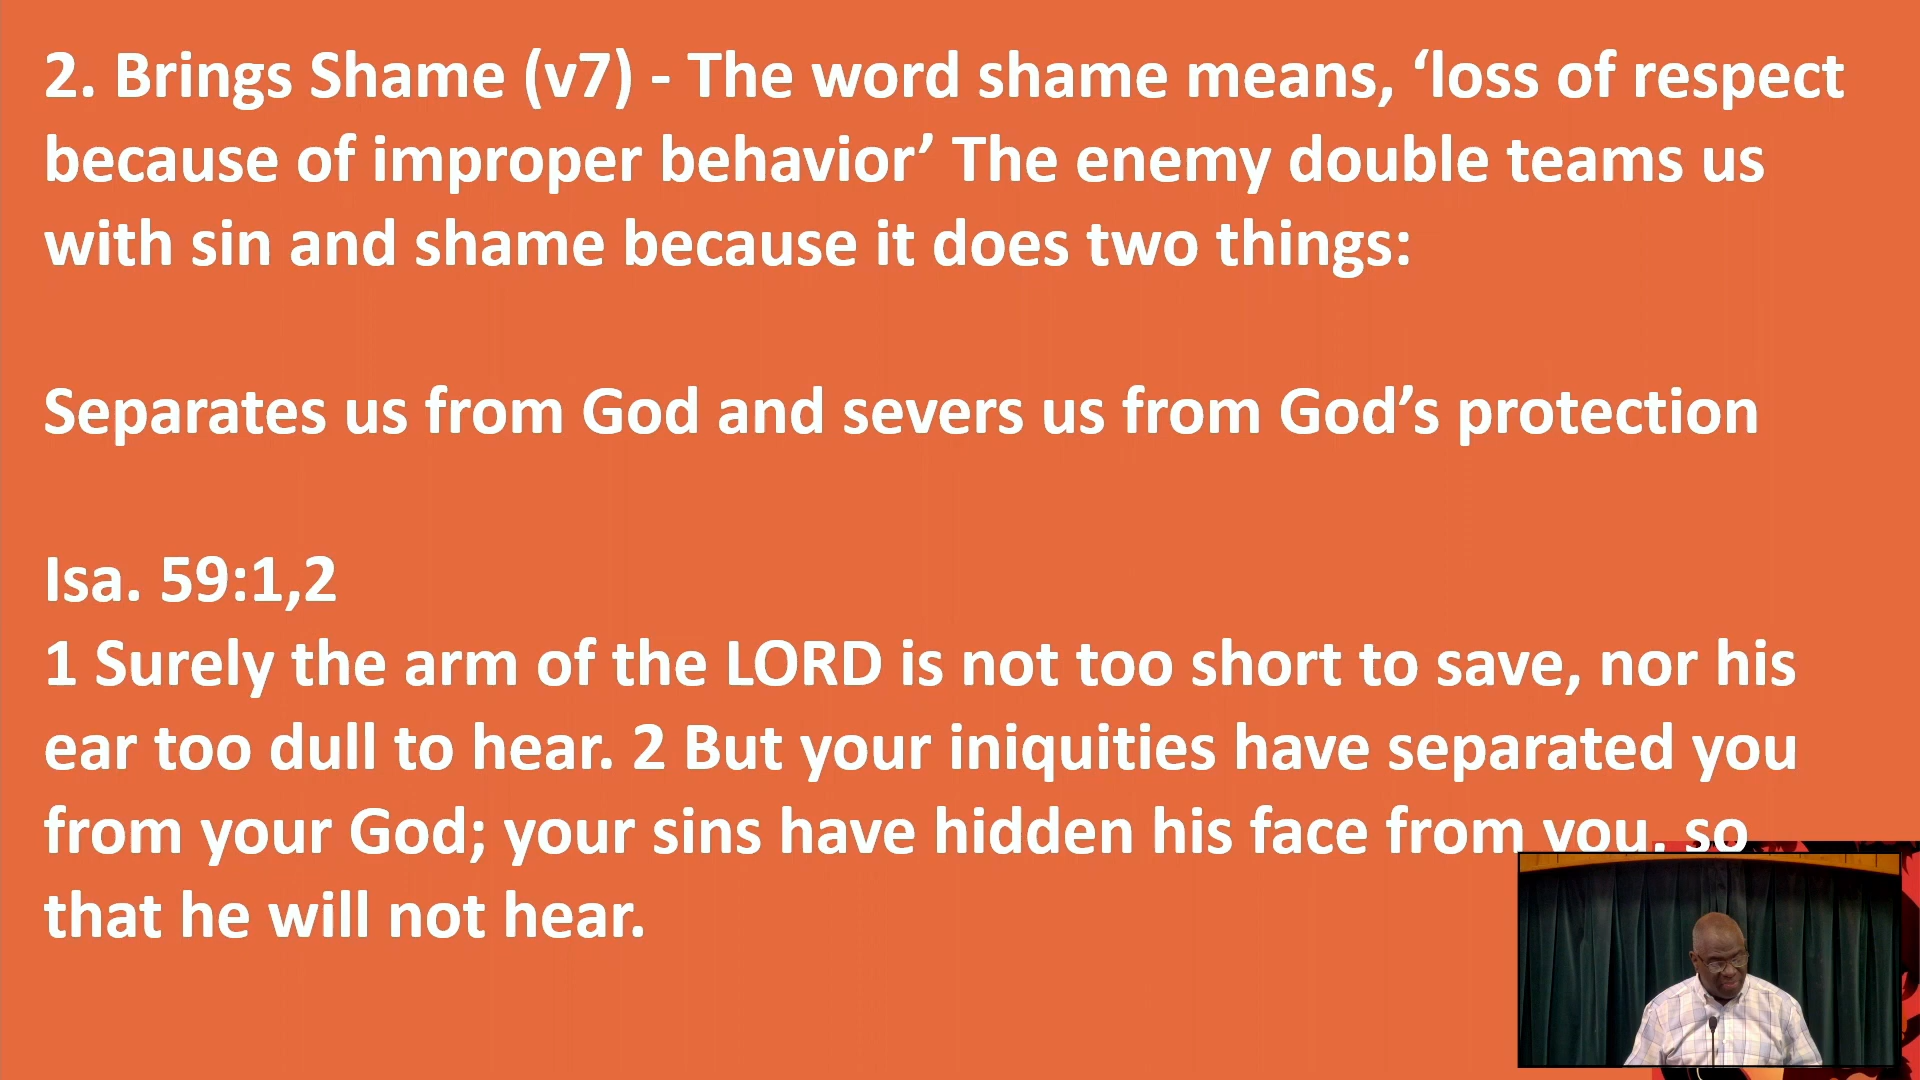 2. Brings Shame (v7) - The word shame means, ‘loss of respect
because of improper behavior’ The enemy double teams us
with sin and shame because it does two things:
Separates us from God and severs us from God’s protection
Isa. 59:1,2
1 Surely the arm of the LORD is not too short to save, nor his
ear too dull to hear. 2 But your iniquities have separated you
from your God; your sins have hidden his face from you, so
that he will not hear.